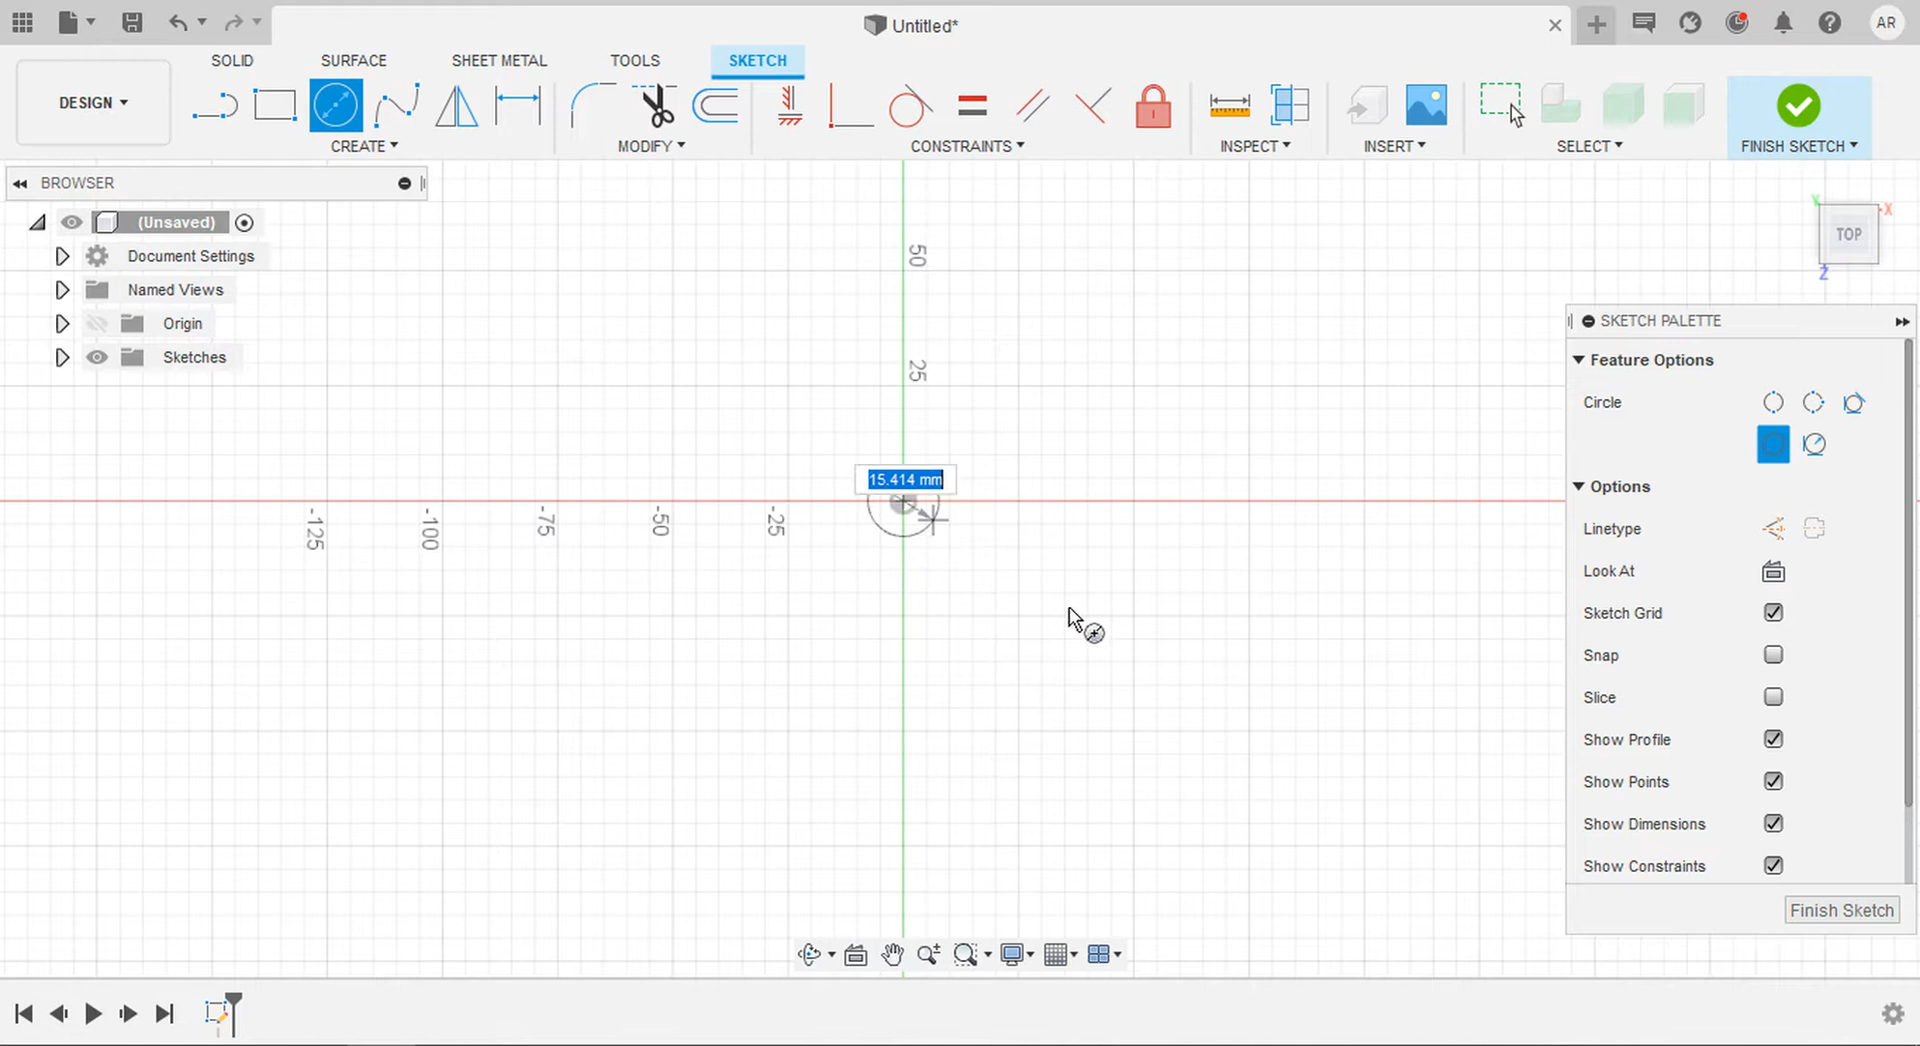 Untitled*
AR
SOLID
SURFACE
SHEET METAL
TOOLS
SKETCH
DESIGN
CREATE
MODIFY
CONSTRAINTS
INSPECT
INSERT
SELECT
FINISH SKETCH
BROWSER
(Unsaved)
Document Settings
Named Views
Origin
Sketches
50
25
TOP
X
Y
Z
15.414 mm
-125
-100
-75
-50
-25
SKETCH PALETTE
Feature Options
Circle
Options
Linetype
Look At
Sketch Grid
Snap
Slice
Show Profile
Show Points
Show Dimensions
Show Constraints
Finish Sketch